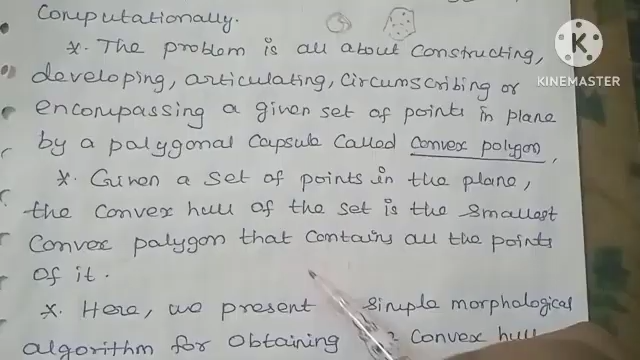 computationally.
*. The problem is all about constructing,
developing, articulating, circumscribing or
encompassing a given set of points in plane
by a polygonal capsule called convex polygon.
*. Given a set of points in the plane,
the convex hull of the set is the smallest
convex polygon that contains all the points
of it.
*. Here, we present simple morphological
algorithm for obtaining convex hull
K
KINEMASTER